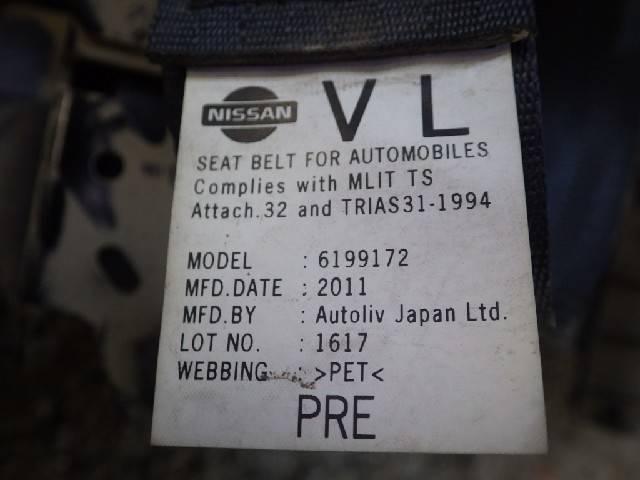 NISSAN V L
SEAT BELT FOR AUTOMOBILES
Complies with MLIT TS
Attach.32 and TRIAS31-1994
MODEL : 6199172
MFD.DATE : 2011
MFD.BY : Autoliv Japan Ltd.
LOT NO. : 1617
WEBBING : >PET<
PRE